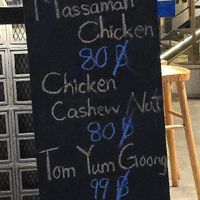 Massaman
Chicken
80 ฿
Chicken
Cashew Nut
80 ฿
Tom Yum Goong
99 ฿